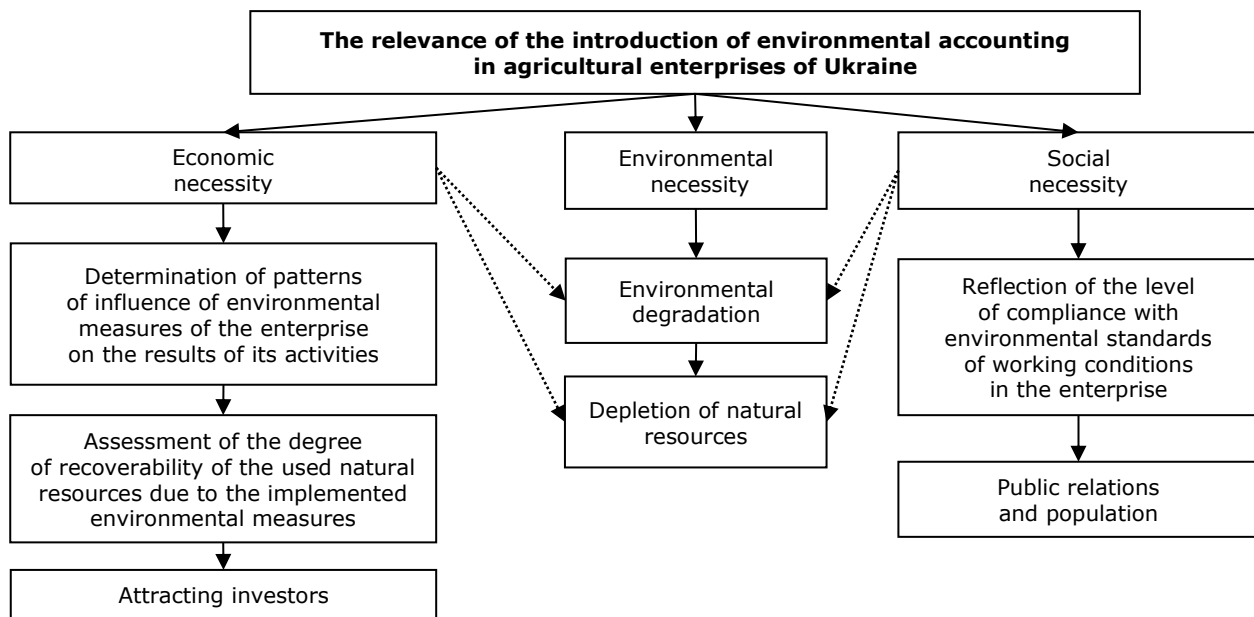 The relevance of the introduction of environmental accounting
in agricultural enterprises of Ukraine
Economic
necessity
Environmental
necessity
Social
necessity
Determination of patterns
of influence of environmental
measures of the enterprise
on the results of its activities
Environmental
degradation
Reflection of the level
of compliance with
environmental standards
of working conditions
in the enterprise
Assessment of the degree
of recoverability of the used natural
resources due to the implemented
environmental measures
Depletion of natural
resources
Public relations
and population
Attracting investors